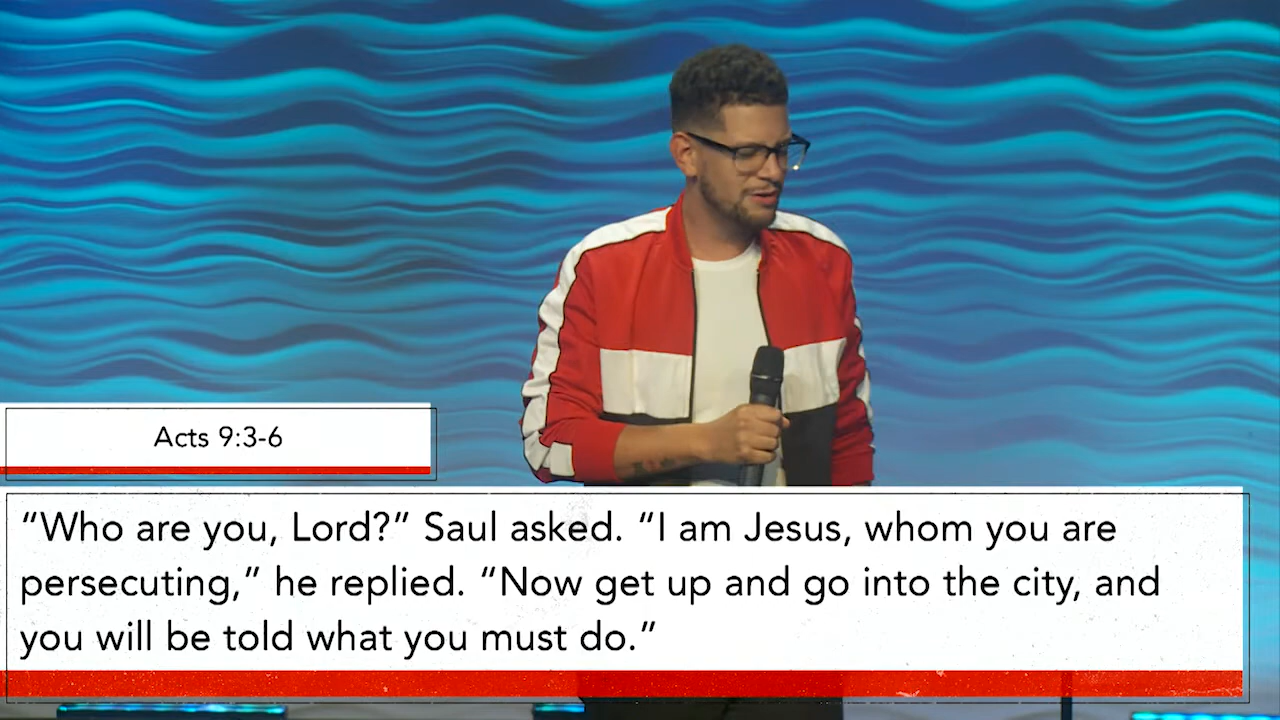 Acts 9:3-6
“Who are you, Lord?” Saul asked. “I am Jesus, whom you are
persecuting,” he replied. “Now get up and go into the city, and
you will be told what you must do.”